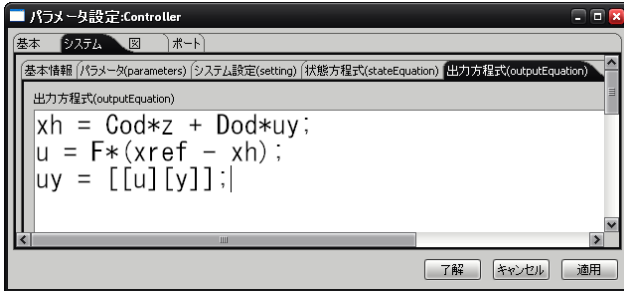 パラメータ設定:Controller
基本 システム 図 ポート
基本情報 パラメータ(parameters) システム設定(setting) 状態方程式(stateEquation) 出力方程式(outputEquation)
出力方程式(outputEquation)
xh = Cod*z + Dod*uy;
u = F*(xref - xh);
uy = [[u][y]];
了解 キャンセル 適用